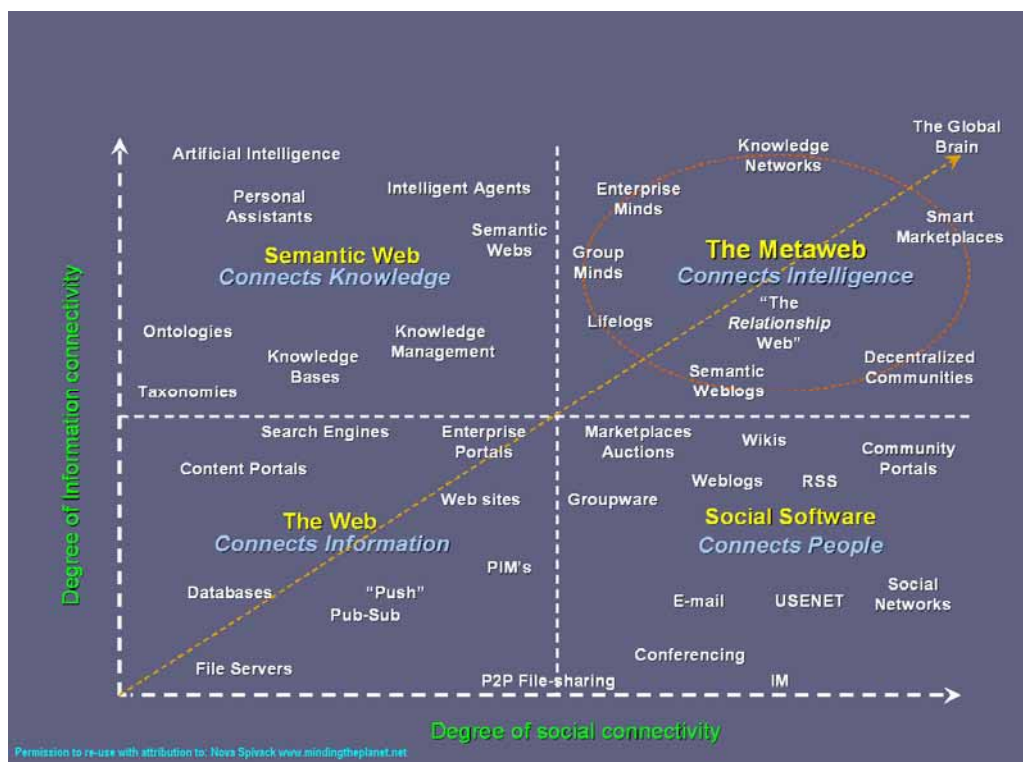 The Global
Brain
Artificial Intelligence
Knowledge
Networks
Personal
Assistants
Intelligent Agents
Enterprise
Minds
Semantic
Webs
Smart
Marketplaces
Semantic Web
Connects Knowledge
Group
Minds
The Metaweb
Connects Intelligence
Lifelogs
“The
Relationship
Web”
Ontologies
Knowledge
Bases
Knowledge
Management
Taxonomies
Semantic
Weblogs
Decentralized
Communities
Degree of Information connectivity
Search Engines
Enterprise
Portals
Content Portals
Web sites
The Web
Connects Information
PIM's
Databases
“Push”
Pub-Sub
File Servers
P2P File-sharing
Marketplaces
Auctions
Wikis
Community
Portals
Weblogs
RSS
Groupware
Social Software
Connects People
E-mail
USENET
Social
Networks
Conferencing
IM
Degree of social connectivity
Permission to re-use with attribution to: Nova Spivack www.mindingtheplanet.net